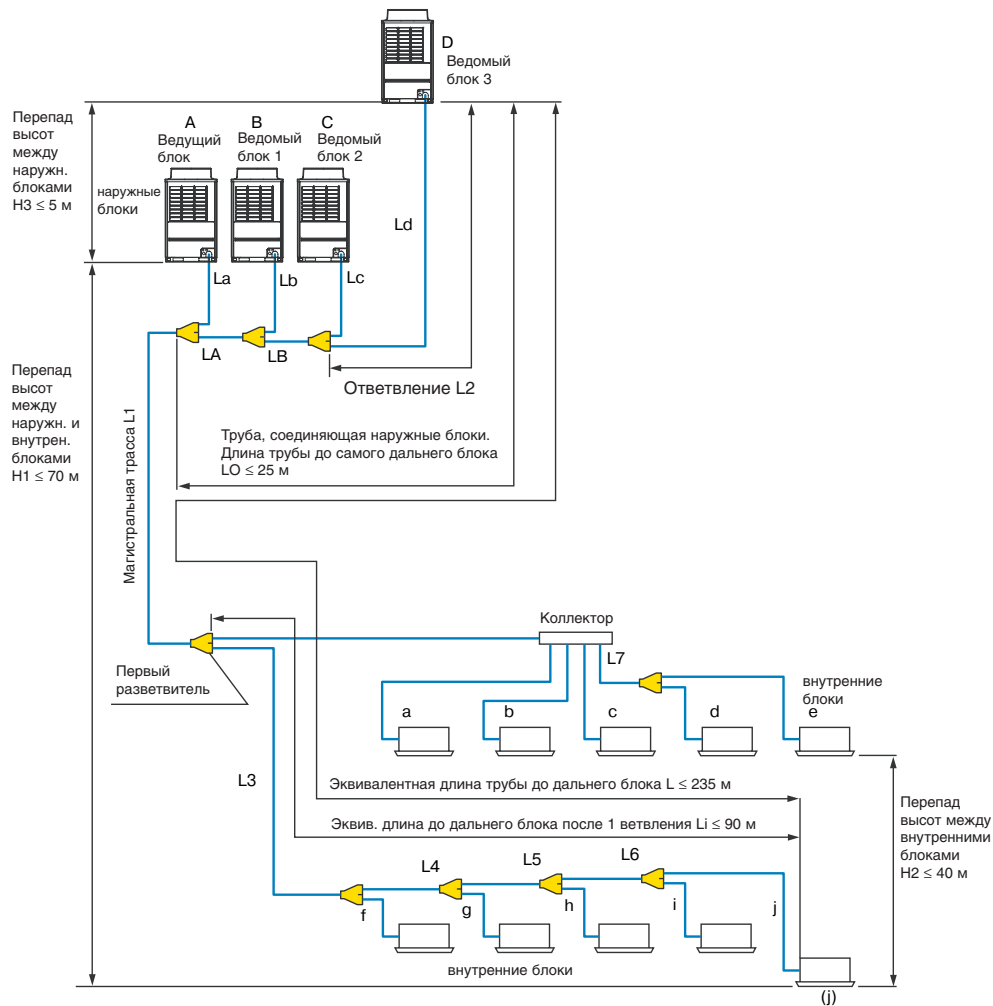 D
Ведомый
блок 3
Перепад
высот
между
наружн.
блоками
H3 ≤ 5 м
A
Ведущий
блок
B
Ведомый
блок 1
C
Ведомый
блок 2
наружные
блоки
Ld
La
Lb
Lc
LA
LB
Ответвление L2
Перепад
высот
между
наружн. и
внутрен.
блоками
H1 ≤ 70 м
Магистральная трасса L1
Труба, соединяющая наружные блоки.
Длина трубы до самого дальнего блока
LO ≤ 25 м
Коллектор
L7
Первый
разветвитель
внутренние
блоки
a
b
c
d
e
L3
Эквивалентная длина трубы до дальнего блока L ≤ 235 м
Эквив. длина до дальнего блока после 1 ветвления Li ≤ 90 м
Перепад
высот между
внутренними
блоками
H2 ≤ 40 м
L4
L5
L6
f
g
h
i
j
внутренние блоки
(j)